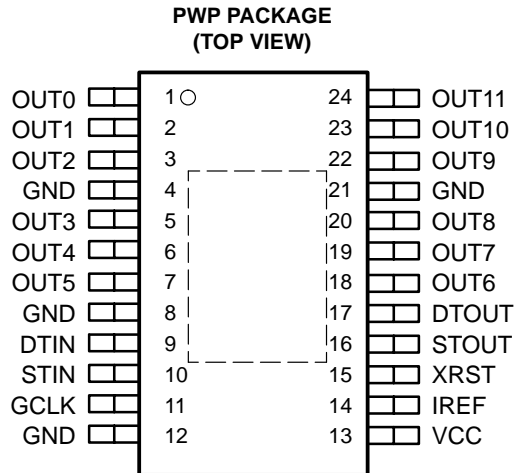 PWP PACKAGE
(TOP VIEW)
OUT0 1 24 OUT11
OUT1 2 23 OUT10
OUT2 3 22 OUT9
GND 4 21 GND
OUT3 5 20 OUT8
OUT4 6 19 OUT7
OUT5 7 18 OUT6
GND 8 17 DTOUT
DTIN 9 16 STOUT
STIN 10 15 XRST
GCLK 11 14 IREF
GND 12 13 VCC